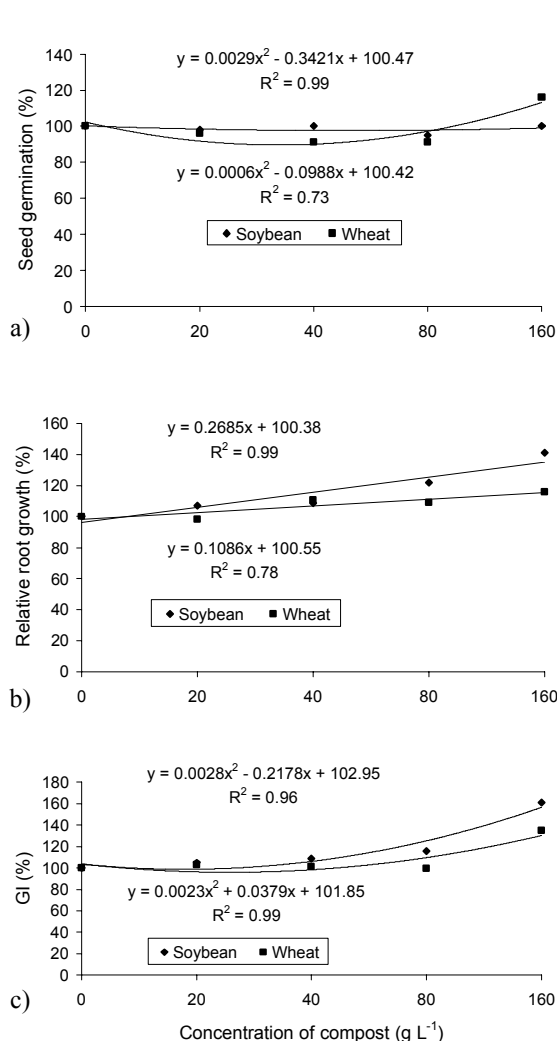 y = 0.0029x² - 0.3421x + 100.47
R² = 0.99
140
120
100
80
60
40
20
0
Seed germination (%)
y = 0.0006x² - 0.0988x + 100.42
R² = 0.73
Soybean Wheat
a)
0 20 40 80 160
y = 0.2685x + 100.38
R² = 0.99
160
140
120
100
80
60
40
20
0
Relative root growth (%)
y = 0.1086x + 100.55
R² = 0.78
Soybean Wheat
b)
0 20 40 80 160
y = 0.0028x² - 0.2178x + 102.95
R² = 0.96
180
160
140
120
100
80
60
40
20
0
GI (%)
y = 0.0023x² + 0.0379x + 101.85
R² = 0.99
Soybean Wheat
c)
0 20 40 80 160
Concentration of compost (g L⁻¹)